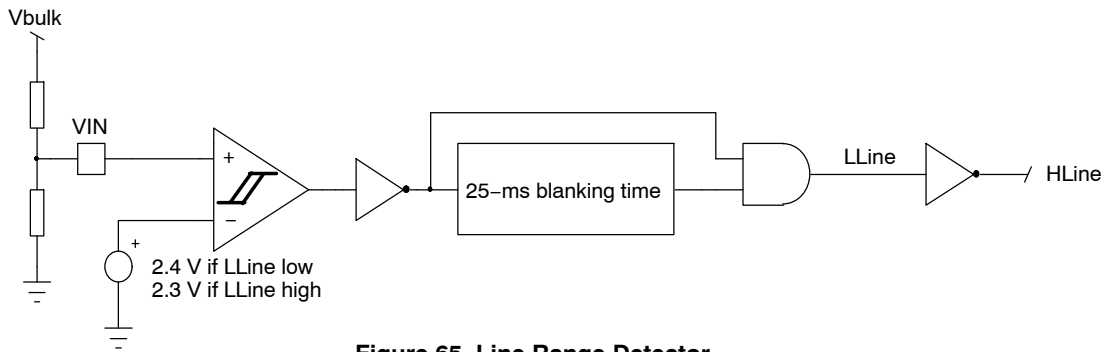 Vbulk
VIN
+
−
+
2.4 V if LLine low
2.3 V if LLine high
25−ms blanking time
LLine
HLine
Figure 65. Line Range Detector